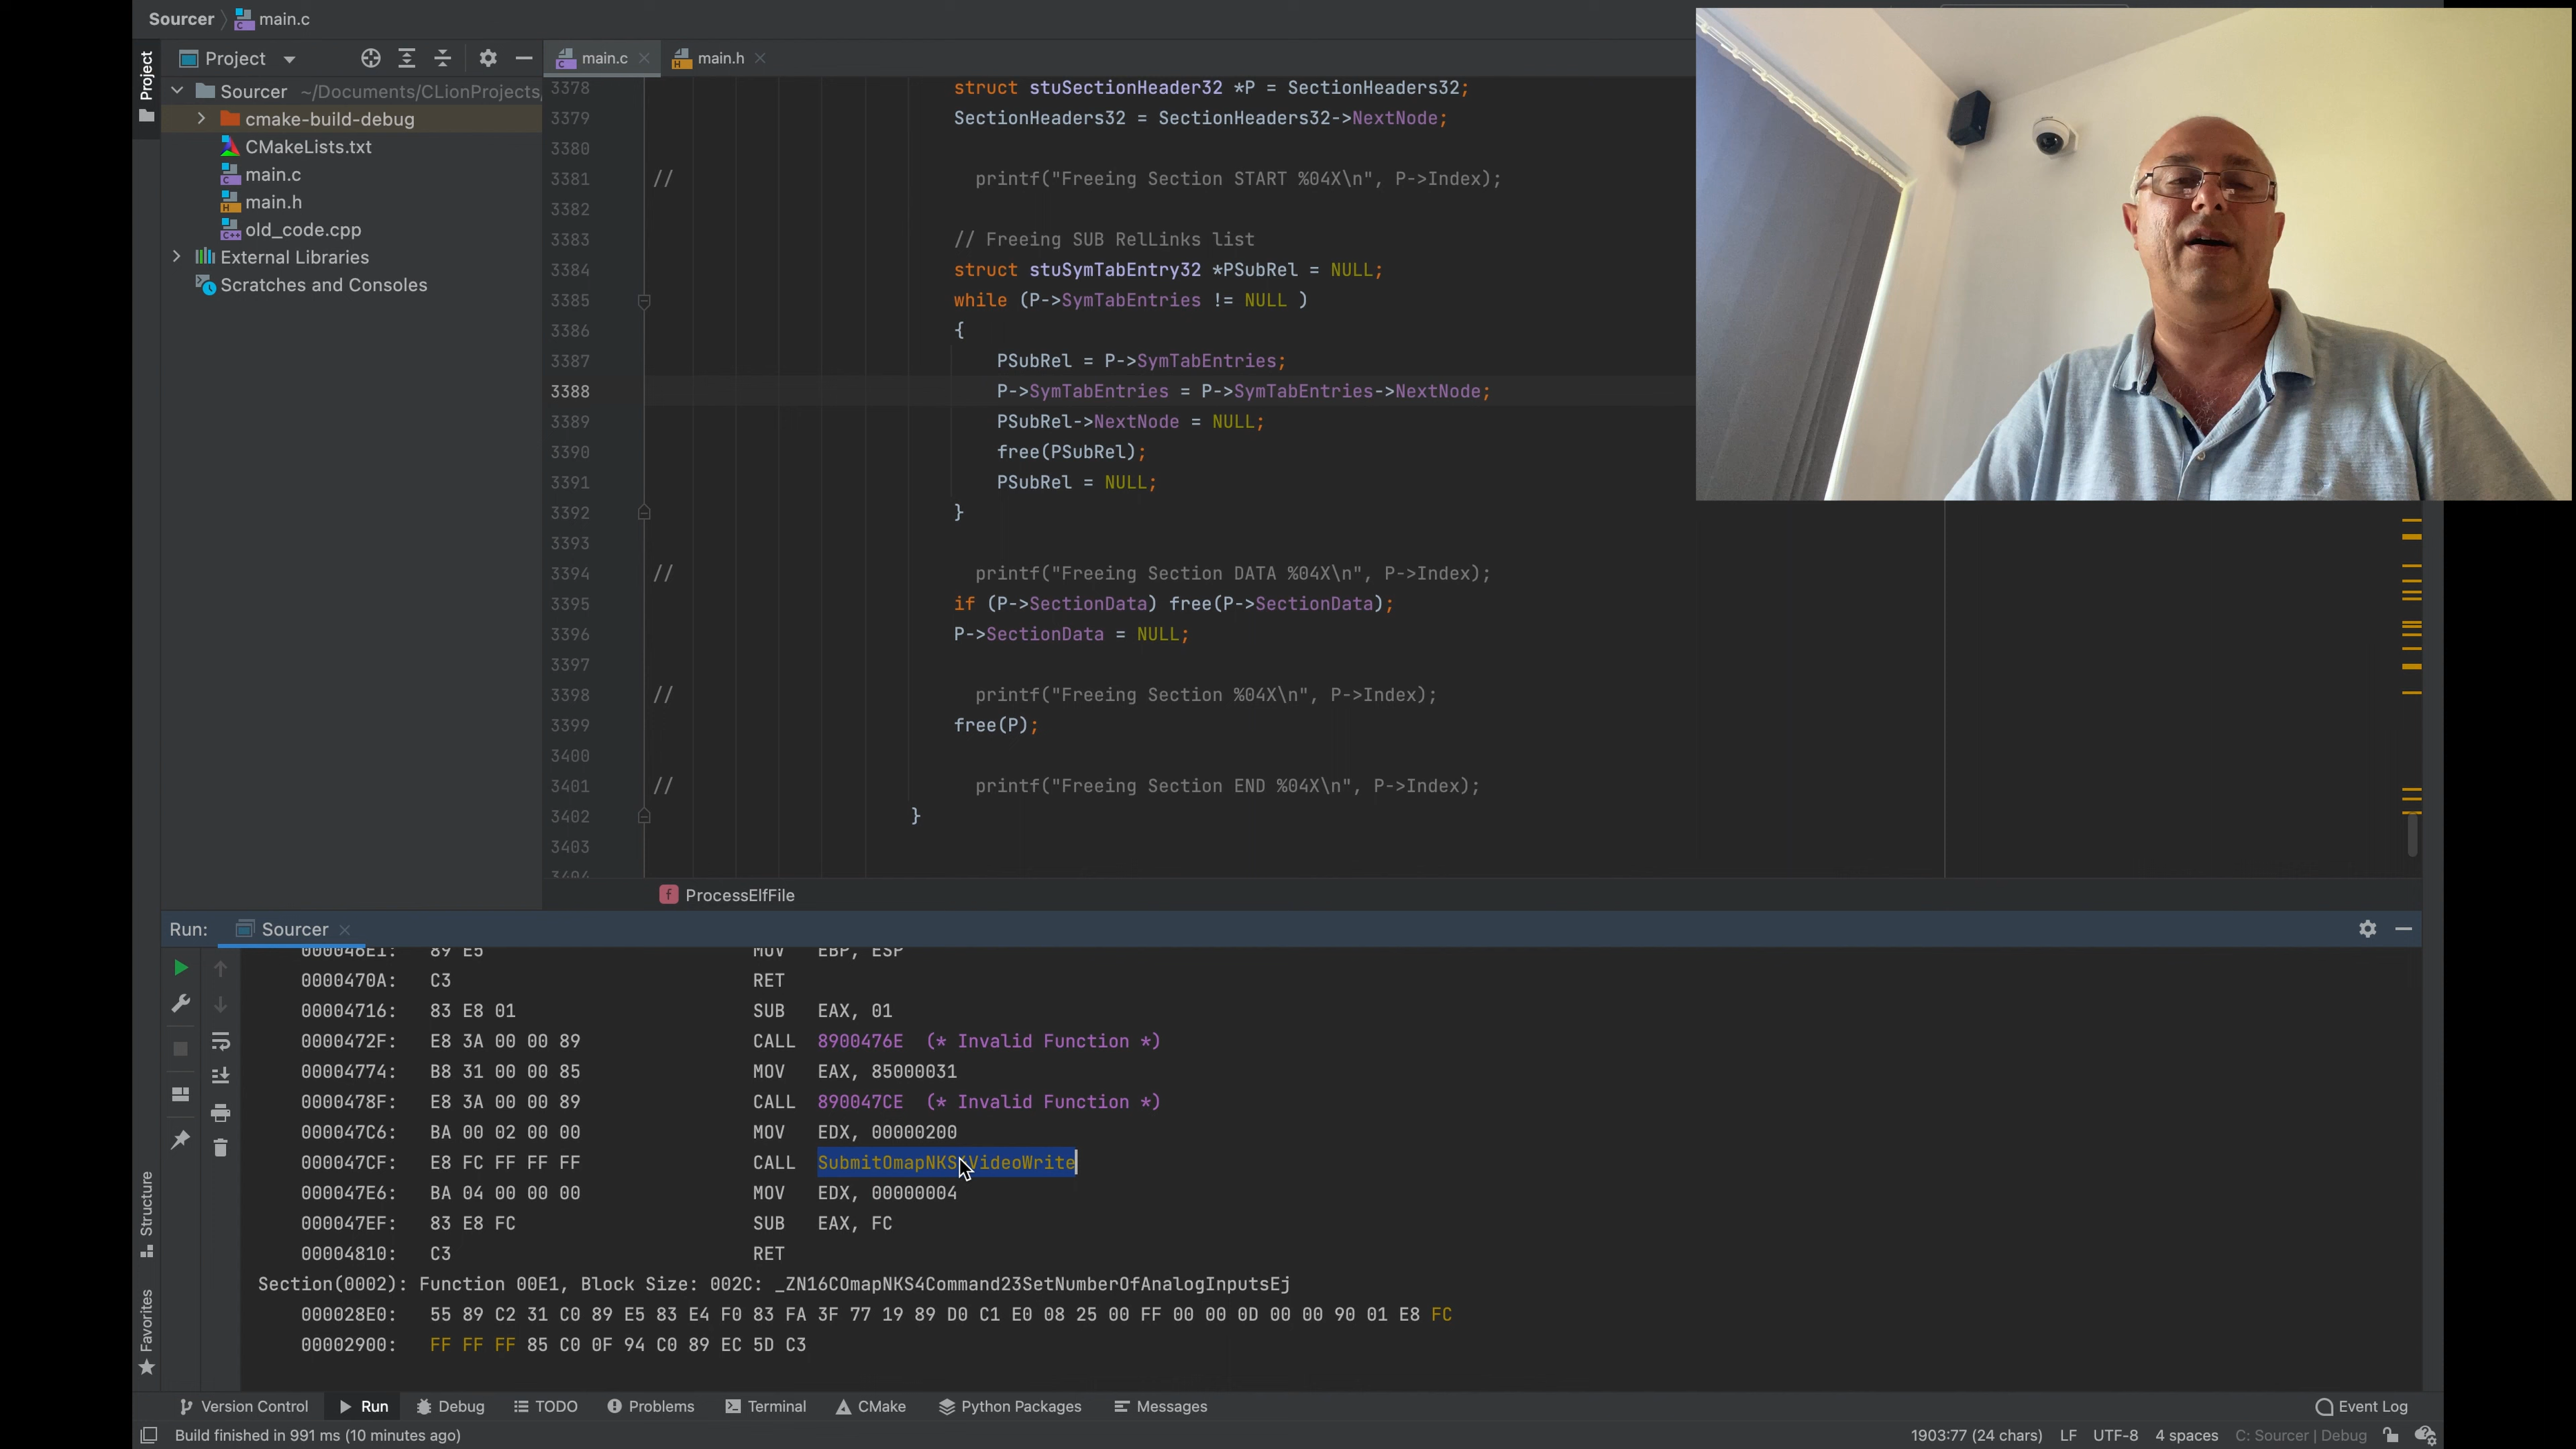 Sourcer
main.c
Project
Project
main.c
main.h
Sourcer ~/Documents/CLionProjects,
cmake-build-debug
CMakeLists.txt
main.c
main.h
old_code.cpp
External Libraries
Scratches and Consoles
3378 struct stuSectionHeader32 *P = SectionHeaders32;
3379 SectionHeaders32 = SectionHeaders32->NextNode;
3380
3381 // printf("Freeing Section START %04X\n", P->Index);
3382
3383 // Freeing SUB RelLinks list
3384 struct stuSymTabEntry32 *PSubRel = NULL;
3385 while (P->SymTabEntries != NULL )
3386 {
3387 PSubRel = P->SymTabEntries;
3388 P->SymTabEntries = P->SymTabEntries->NextNode;
3389 PSubRel->NextNode = NULL;
3390 free(PSubRel);
3391 PSubRel = NULL;
3392 }
3393
3394 // printf("Freeing Section DATA %04X\n", P->Index);
3395 if (P->SectionData) free(P->SectionData);
3396 P->SectionData = NULL;
3397
3398 // printf("Freeing Section %04X\n", P->Index);
3399 free(P);
3400
3401 // printf("Freeing Section END %04X\n", P->Index);
3402 }
3403
3404
f ProcessElfFile
Run: Sourcer
000046E1: 89 E5 MOV EBP, ESP
0000470A: C3 RET
00004716: 83 E8 01 SUB EAX, 01
0000472F: E8 3A 00 00 89 CALL 8900476E (* Invalid Function *)
00004774: B8 31 00 00 85 MOV EAX, 85000031
0000478F: E8 3A 00 00 89 CALL 890047CE (* Invalid Function *)
000047C6: BA 00 02 00 00 MOV EDX, 00000200
000047CF: E8 FC FF FF FF CALL SubmitOmapNKS4VideoWrite
000047E6: BA 04 00 00 00 MOV EDX, 00000004
000047EF: 83 E8 FC SUB EAX, FC
00004810: C3 RET
Section(0002): Function 00E1, Block Size: 002C: _ZN16COmapNKS4Command23SetNumberOfAnalogInputsEj
000028E0: 55 89 C2 31 C0 89 E5 83 E4 F0 83 FA 3F 77 19 89 D0 C1 E0 08 25 00 FF 00 00 0D 00 00 90 01 E8 FC
00002900: FF FF FF 85 C0 0F 94 C0 89 EC 5D C3
Structure
Favorites
Version Control Run Debug TODO Problems Terminal CMake Python Packages Messages Event Log
Build finished in 991 ms (10 minutes ago) 1903:77 (24 chars) LF UTF-8 4 spaces C: Sourcer | Debug